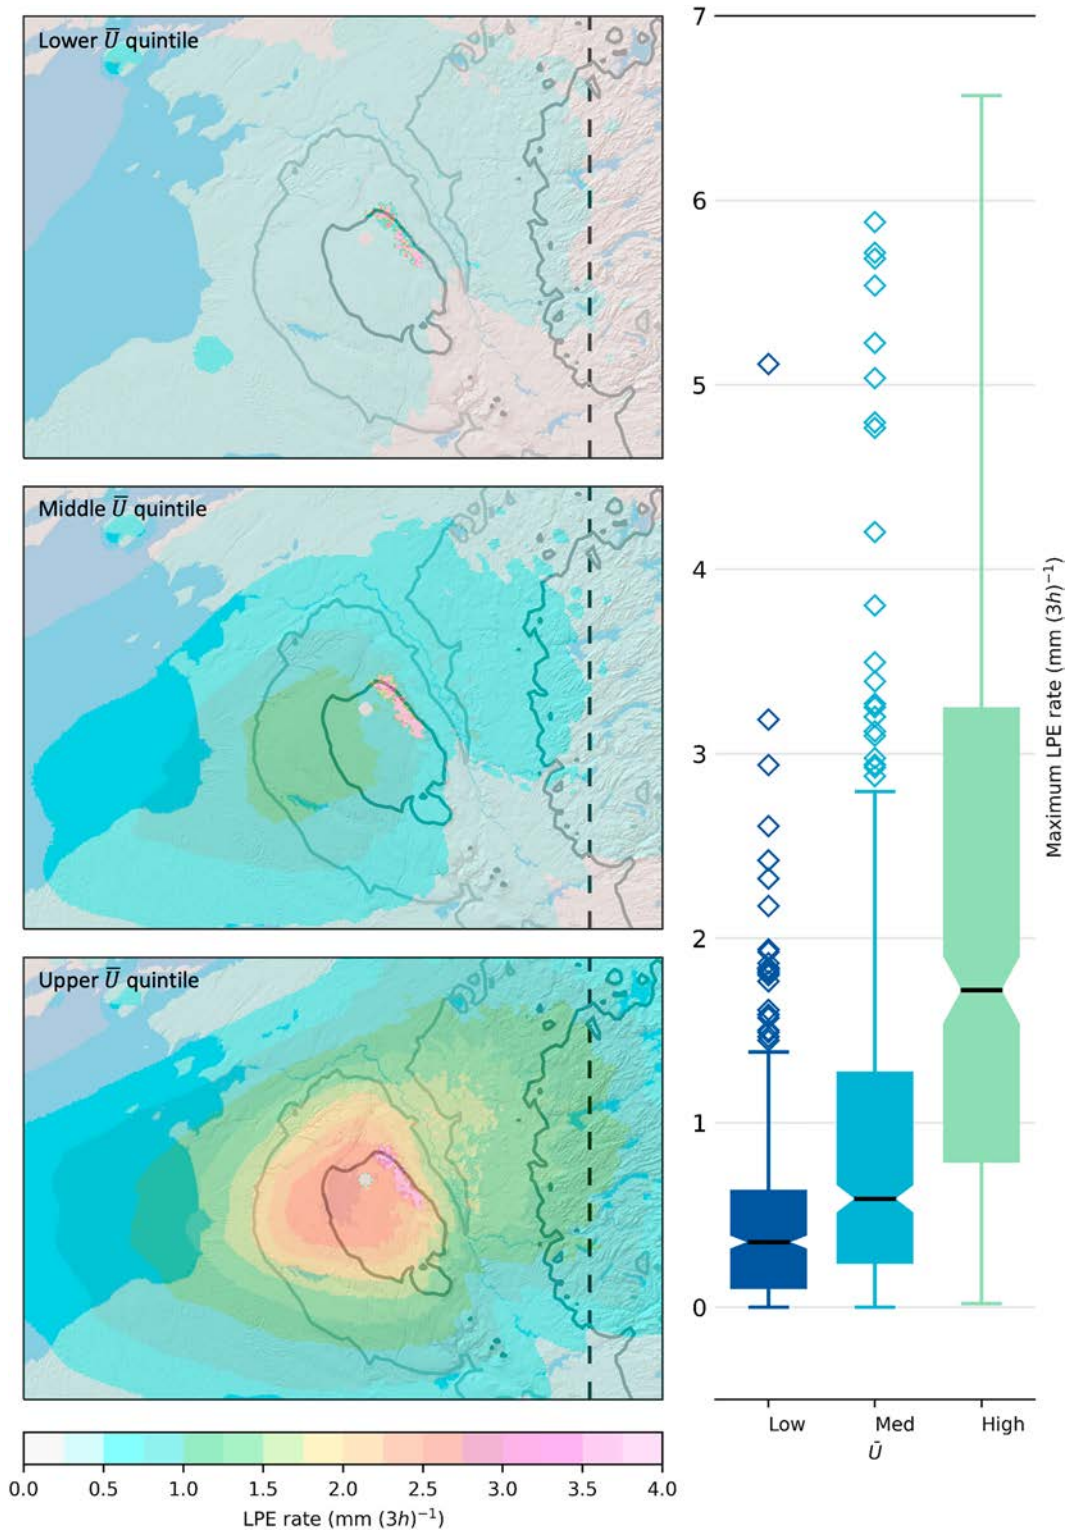 Lower U̅ quintile
Middle U̅ quintile
Upper U̅ quintile
0.0 0.5 1.0 1.5 2.0 2.5 3.0 3.5 4.0
LPE rate (mm (3h)⁻¹)
7
6
5
4
3
2
1
0
Low Med High
Ū
Maximum LPE rate (mm (3h)⁻¹)